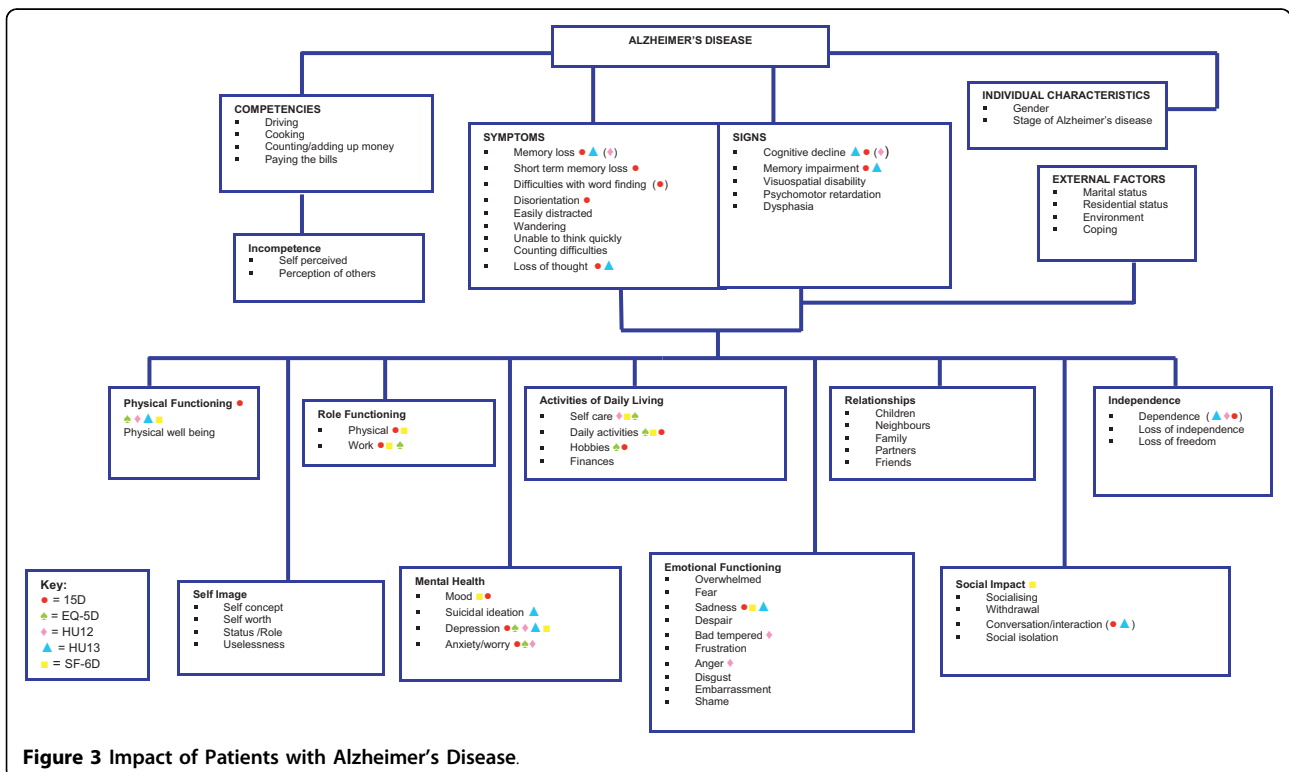 ALZHEIMER'S DISEASE
COMPETENCIES
▪ Driving
▪ Cooking
▪ Counting/adding up money
▪ Paying the bills
Incompetence
▪ Self perceived
▪ Perception of others
SYMPTOMS
▪ Memory loss ● ▲ (♦)
▪ Short term memory loss ●
▪ Difficulties with word finding (●)
▪ Disorientation ●
▪ Easily distracted
▪ Wandering
▪ Unable to think quickly
▪ Counting difficulties
▪ Loss of thought ● ▲
SIGNS
▪ Cognitive decline ▲ ● (♦)
▪ Memory impairment ● ▲
▪ Visuospatial disability
▪ Psychomotor retardation
▪ Dysphasia
INDIVIDUAL CHARACTERISTICS
▪ Gender
▪ Stage of Alzheimer's disease
EXTERNAL FACTORS
▪ Marital status
▪ Residential status
▪ Environment
▪ Coping
Physical Functioning ●
♠ ♦ ▲ ■
Physical well being
Role Functioning
▪ Physical ● ■
▪ Work ● ■ ♠
Activities of Daily Living
▪ Self care ♦ ■ ♠
▪ Daily activities ♠ ■ ●
▪ Hobbies ♠ ●
▪ Finances
Relationships
▪ Children
▪ Neighbours
▪ Family
▪ Partners
▪ Friends
Independence
▪ Dependence (▲ ♦ ●)
▪ Loss of independence
▪ Loss of freedom
Key:
● = 15D
♠ = EQ-5D
♦ = HU12
▲ = HU13
■ = SF-6D
Self Image
▪ Self concept
▪ Self worth
▪ Status /Role
▪ Uselessness
Mental Health
▪ Mood ■ ●
▪ Suicidal ideation ▲
▪ Depression ● ♠ ♦ ▲ ■
▪ Anxiety/worry ● ♠ ♦
Emotional Functioning
▪ Overwhelmed
▪ Fear
▪ Sadness ● ■ ▲
▪ Despair
▪ Bad tempered ♦
▪ Frustration
▪ Anger ♦
▪ Disgust
▪ Embarrassment
▪ Shame
Social Impact ■
▪ Socialising
▪ Withdrawal
▪ Conversation/interaction (● ▲)
▪ Social isolation
Figure 3 Impact of Patients with Alzheimer's Disease.